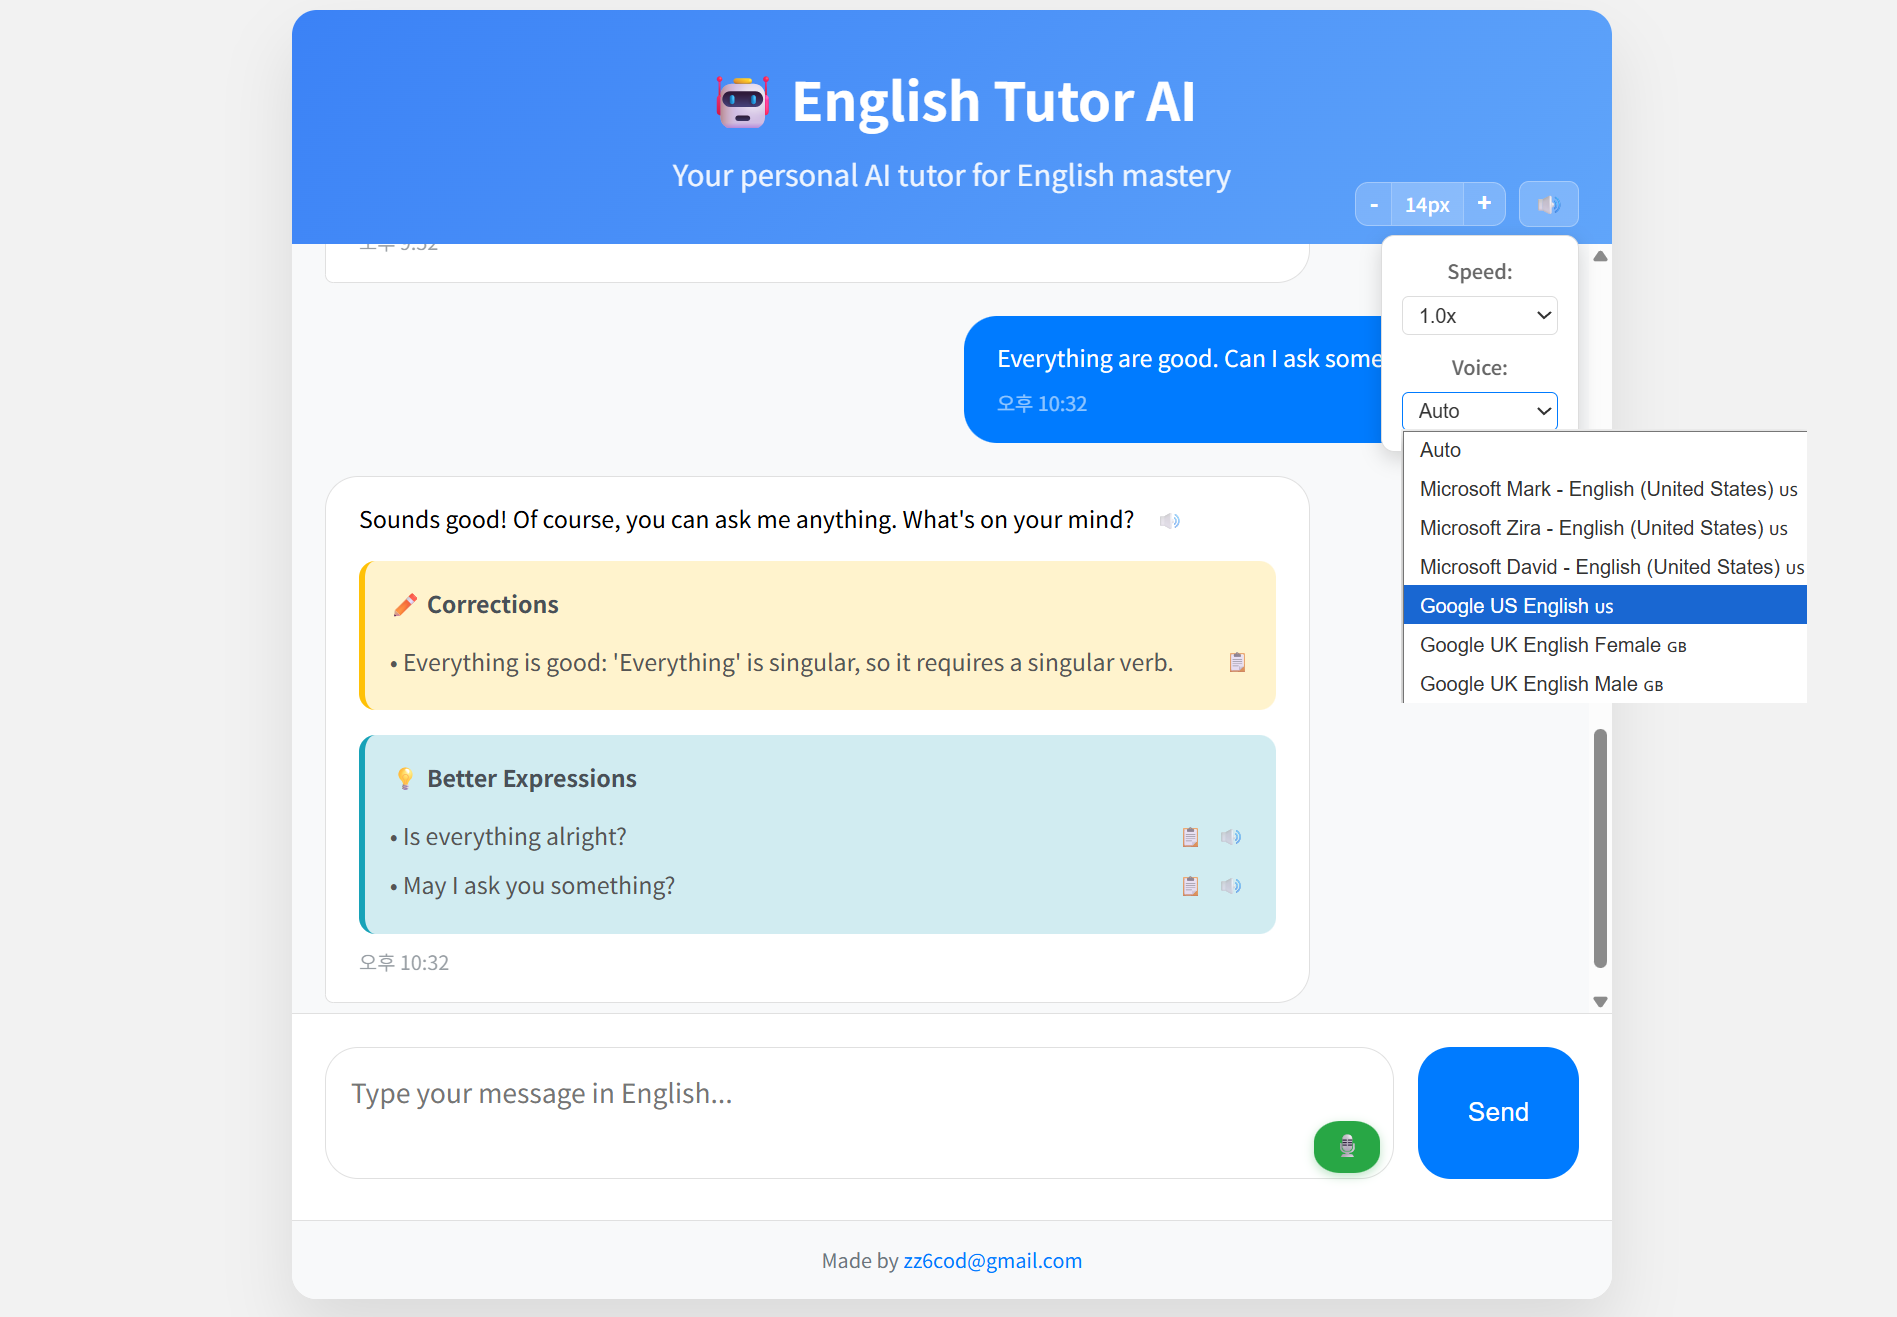 English Tutor AI
Your personal AI tutor for English mastery
- 14px +
Speed:
1.0x
Voice:
Auto
Auto
Microsoft Mark - English (United States) US
Microsoft Zira - English (United States) US
Microsoft David - English (United States) US
Google US English US
Google UK English Female GB
Google UK English Male GB
Everything are good. Can I ask some
오후 10:32
Sounds good! Of course, you can ask me anything. What's on your mind?
Corrections
• Everything is good: 'Everything' is singular, so it requires a singular verb.
Better Expressions
• Is everything alright?
• May I ask you something?
오후 10:32
Type your message in English...
Send
Made by zz6cod@gmail.com